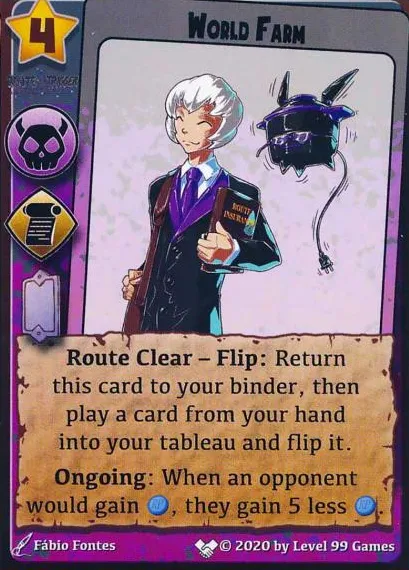 4
WORLD FARM
ROUTE
INSURANCE
Route Clear – Flip: Return
this card to your binder, then
play a card from your hand
into your tableau and flip it.
Ongoing: When an opponent
would gain , they gain 5 less .
Fábio Fontes
© 2020 by Level 99 Games